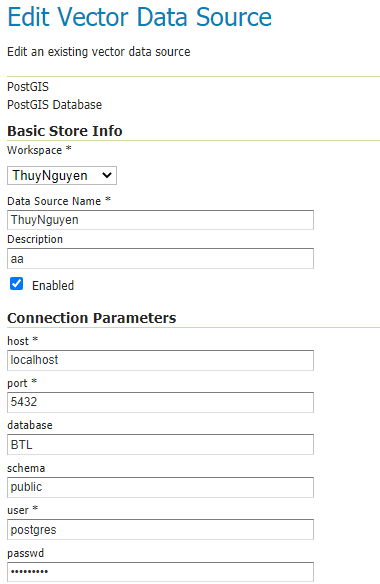 Edit Vector Data Source
Edit an existing vector data source
PostGIS
PostGIS Database
Basic Store Info
Workspace *
ThuyNguyen
Data Source Name *
ThuyNguyen
Description
aa
Enabled
Connection Parameters
host *
localhost
port *
5432
database
BTL
schema
public
user *
postgres
passwd
•••••••••